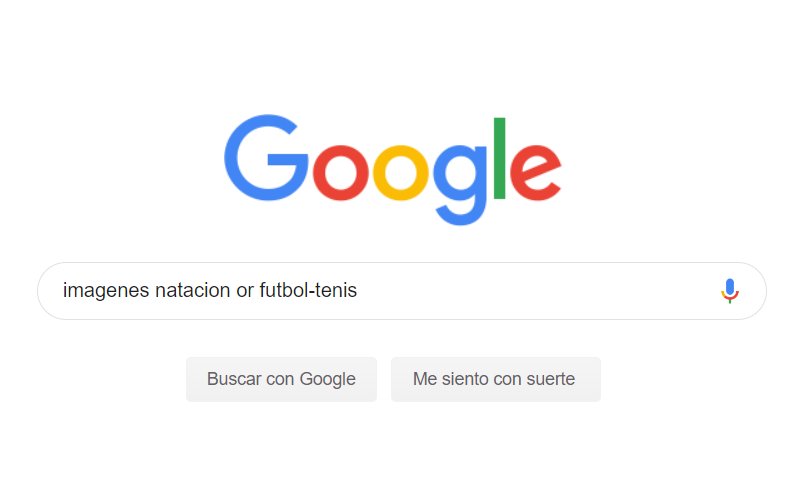 Google
imagenes natacion or futbol-tenis
Buscar con Google
Me siento con suerte